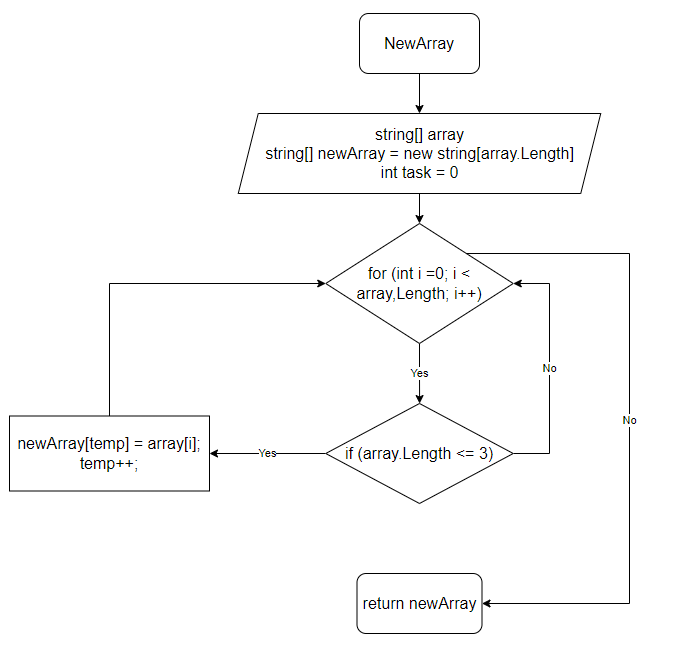 NewArray
string[] array
string[] newArray = new string[array.Length]
int task = 0
for (int i =0; i <
array,Length; i++)
Yes
No
No
newArray[temp] = array[i];
temp++;
Yes
if (array.Length <= 3)
return newArray